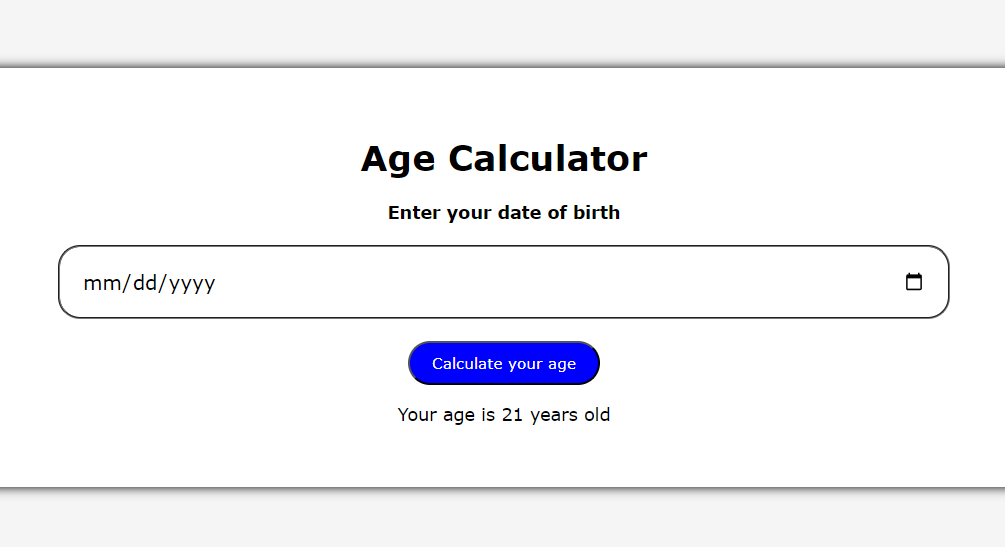 Age Calculator
Enter your date of birth
mm/dd/yyyy
Calculate your age
Your age is 21 years old